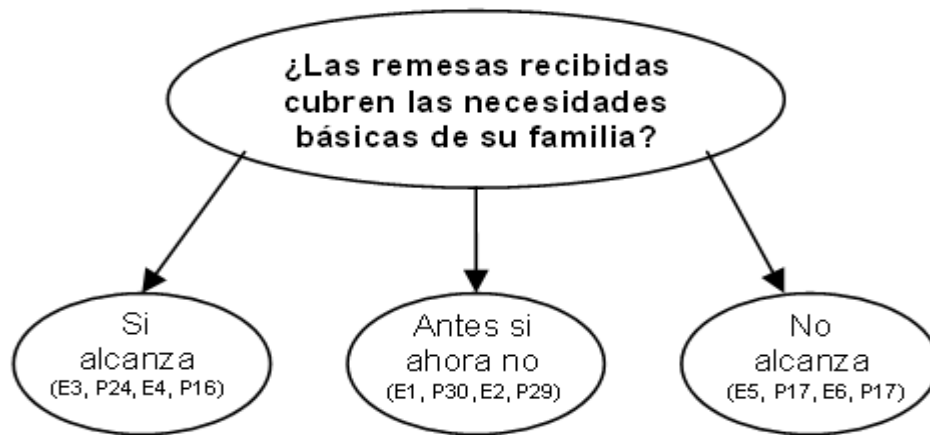 ¿Las remesas recibidas
cubren las necesidades
básicas de su familia?
Si
alcanza
(E3, P24, E4, P16)
Antes si
ahora no
(E1, P30, E2, P29)
No
alcanza
(E5, P17, E6, P17)